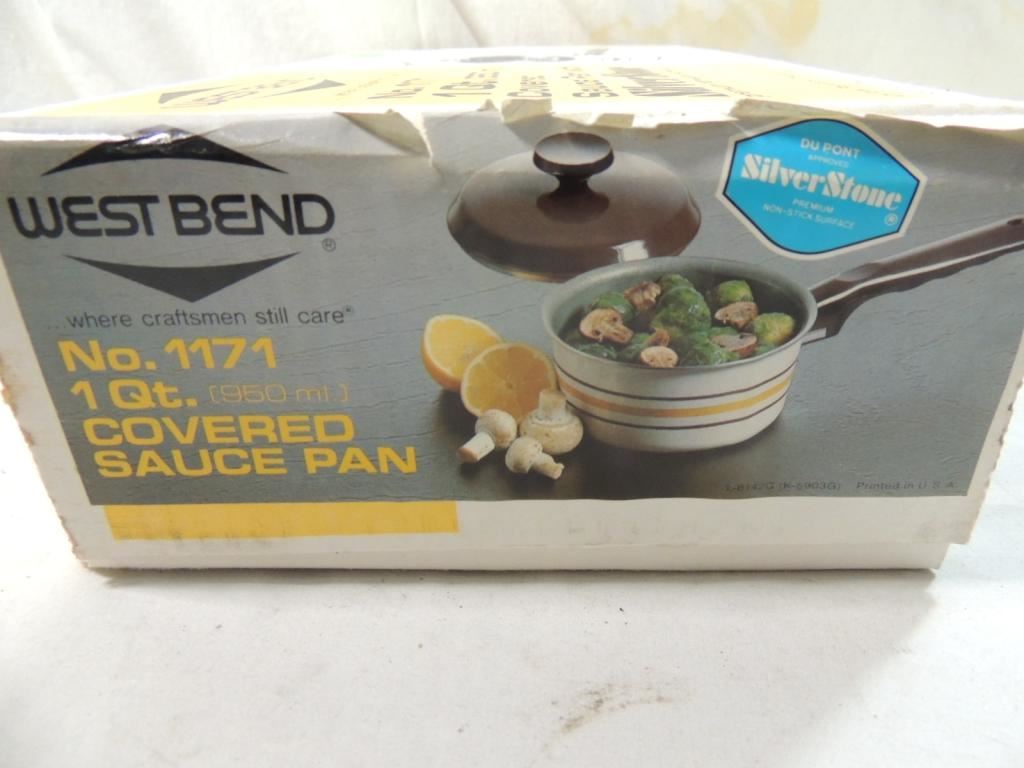 WEST BEND®
...where craftsmen still care®
No. 1171
1 Qt. (950 ml.)
COVERED
SAUCE PAN
DU PONT
APPROVED
SilverStone®
PREMIUM
NON-STICK SURFACE
Printed in U.S.A.